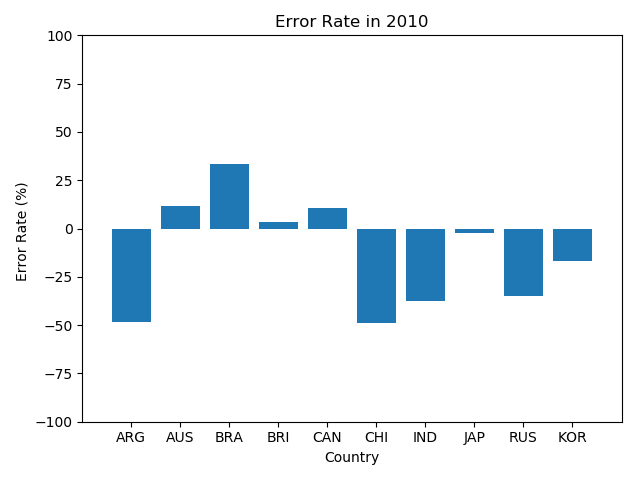 Error Rate in 2010
100
75
50
25
0
−25
−50
−75
−100
Error Rate (%)
ARG AUS BRA BRI CAN CHI IND JAP RUS KOR
Country